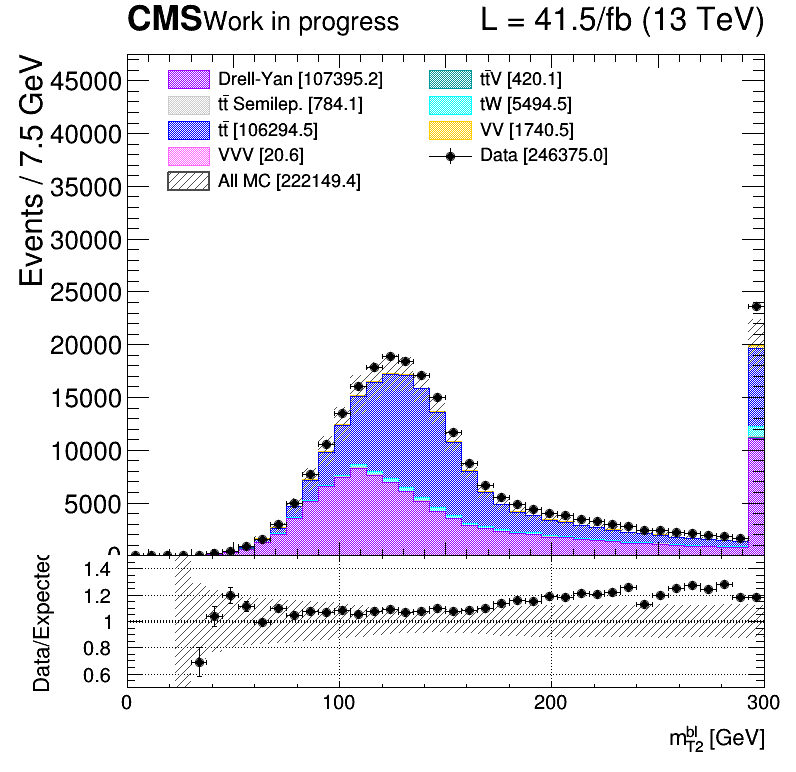 CMS Work in progress L = 41.5/fb (13 TeV)
Events / 7.5 GeV
45000
40000
35000
30000
25000
20000
15000
10000
5000
0
Drell-Yan [107395.2]
tt̄ Semilep. [784.1]
tt̄ [106294.5]
VVV [20.6]
All MC [222149.4]
tt̄V [420.1]
tW [5494.5]
VV [1740.5]
Data [246375.0]
Data/Expected
1.4
1.2
1
0.8
0.6
0 100 200 300
m_{T2}^{bl} [GeV]